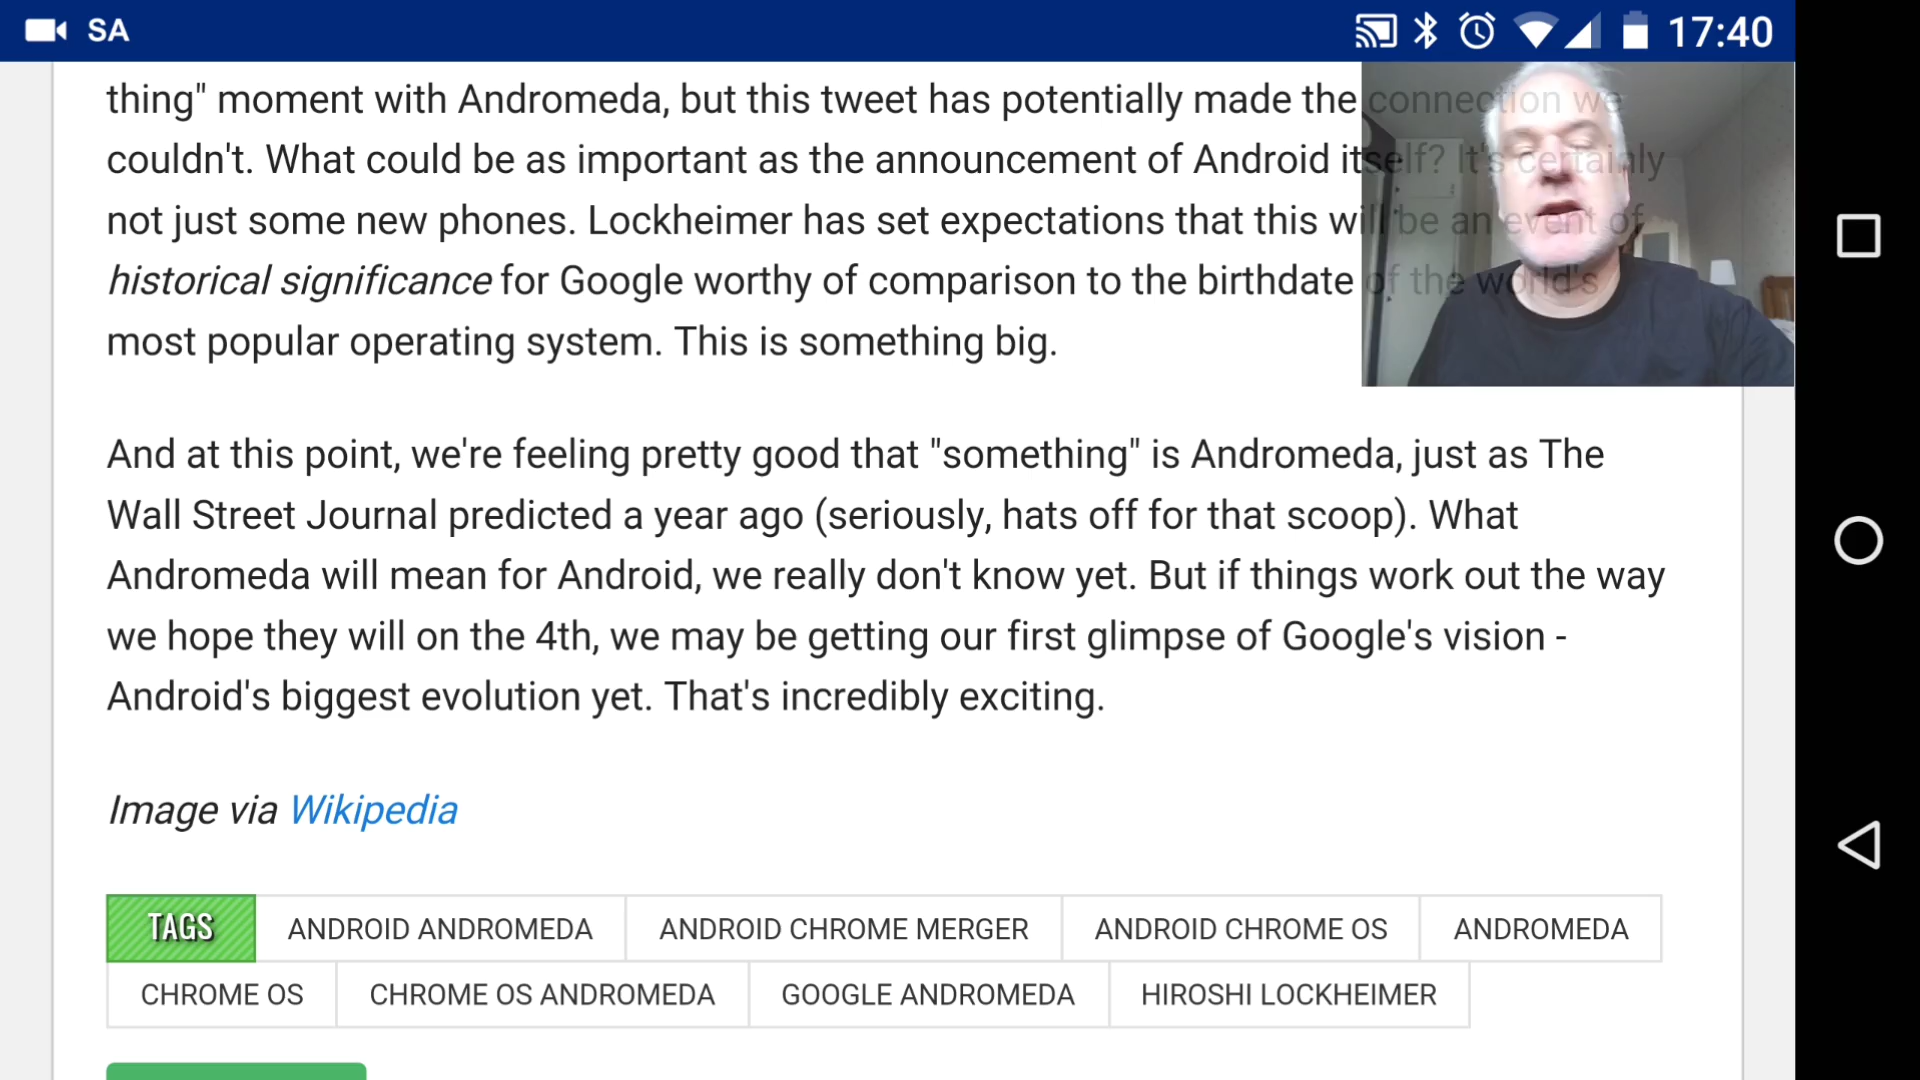 SA 17:40
thing" moment with Andromeda, but this tweet has potentially made the connection we
couldn't. What could be as important as the announcement of Android itself? It's certainly
not just some new phones. Lockheimer has set expectations that this will be an event of
historical significance for Google worthy of comparison to the birthdate of the world's
most popular operating system. This is something big.
And at this point, we're feeling pretty good that "something" is Andromeda, just as The
Wall Street Journal predicted a year ago (seriously, hats off for that scoop). What
Andromeda will mean for Android, we really don't know yet. But if things work out the way
we hope they will on the 4th, we may be getting our first glimpse of Google's vision -
Android's biggest evolution yet. That's incredibly exciting.
Image via Wikipedia
TAGS ANDROID ANDROMEDA ANDROID CHROME MERGER ANDROID CHROME OS ANDROMEDA
CHROME OS CHROME OS ANDROMEDA GOOGLE ANDROMEDA HIROSHI LOCKHEIMER